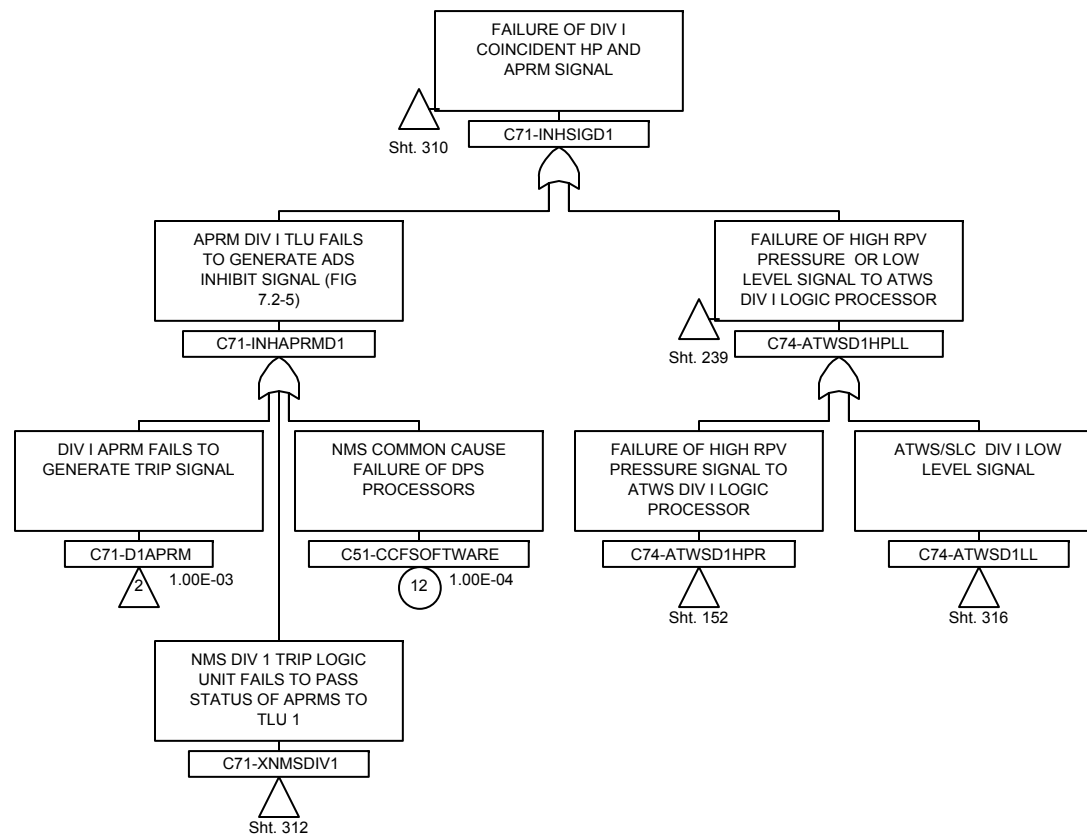 FAILURE OF DIV I
COINCIDENT HP AND
APRM SIGNAL
Sht. 310
C71-INHSIGD1
APRM DIV I TLU FAILS
TO GENERATE ADS
INHIBIT SIGNAL (FIG
7.2-5)
C71-INHAPRMD1
FAILURE OF HIGH RPV
PRESSURE OR LOW
LEVEL SIGNAL TO ATWS
DIV I LOGIC PROCESSOR
Sht. 239
C74-ATWSD1HPLL
DIV I APRM FAILS TO
GENERATE TRIP SIGNAL
C71-D1APRM
2
1.00E-03
NMS COMMON CAUSE
FAILURE OF DPS
PROCESSORS
C51-CCFSOFTWARE
12
1.00E-04
FAILURE OF HIGH RPV
PRESSURE SIGNAL TO
ATWS DIV I LOGIC
PROCESSOR
C74-ATWSD1HPR
Sht. 152
ATWS/SLC DIV I LOW
LEVEL SIGNAL
C74-ATWSD1LL
Sht. 316
NMS DIV 1 TRIP LOGIC
UNIT FAILS TO PASS
STATUS OF APRMS TO
TLU 1
C71-XNMSDIV1
Sht. 312